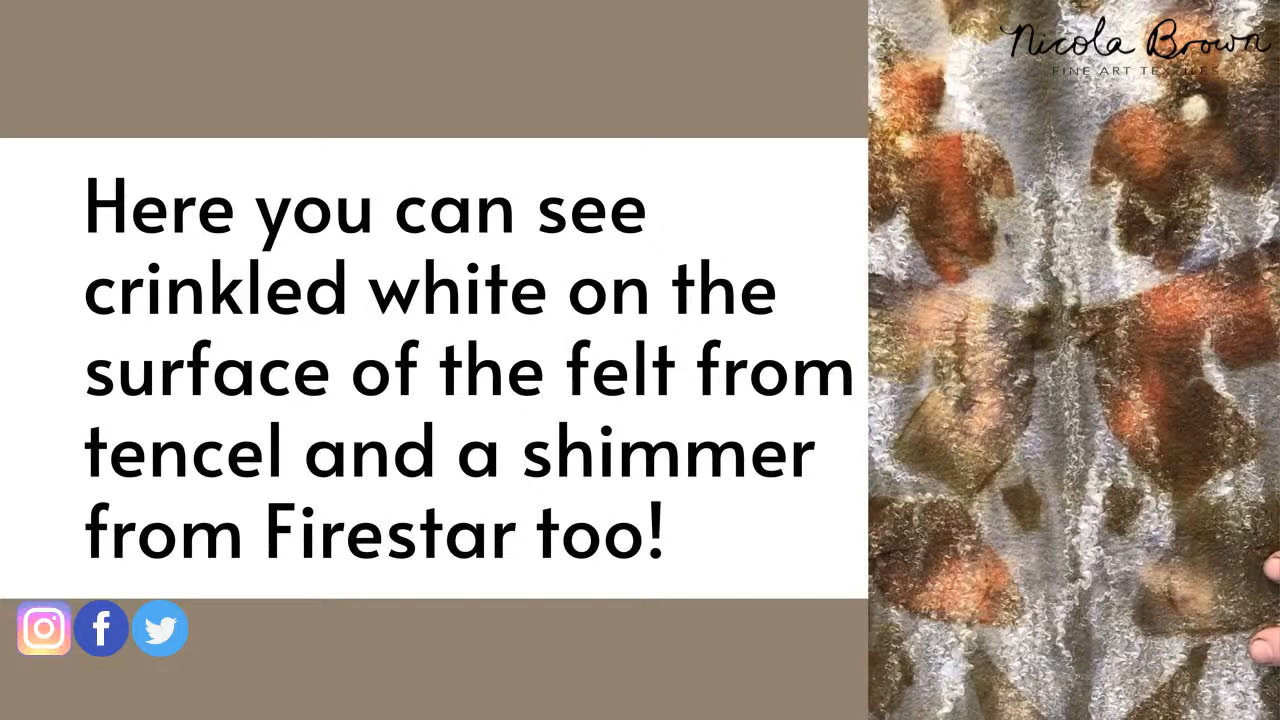 Nicola Brown
FINE ART TEXTILES
Here you can see
crinkled white on the
surface of the felt from
tencel and a shimmer
from Firestar too!